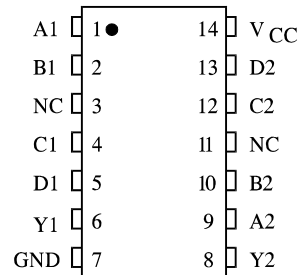 A1 1 14 V CC
B1 2 13 D2
NC 3 12 C2
C1 4 11 NC
D1 5 10 B2
Y1 6 9 A2
GND 7 8 Y2